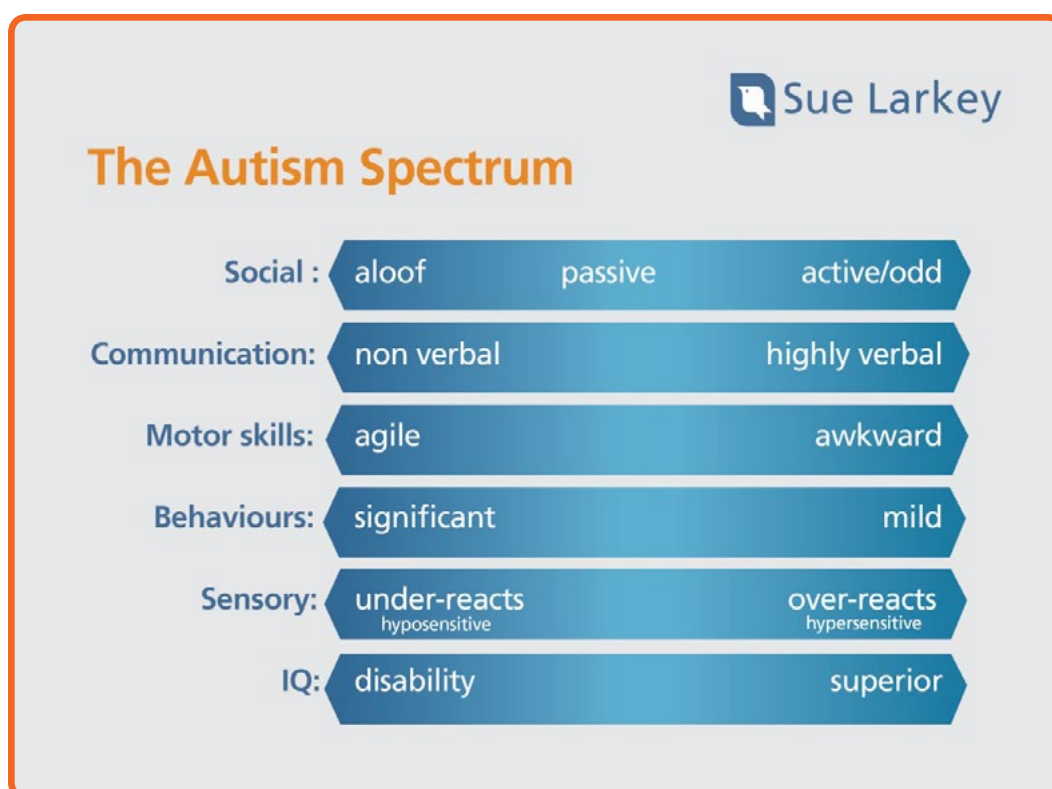 Sue Larkey
The Autism Spectrum
Social : aloof passive active/odd
Communication: non verbal highly verbal
Motor skills: agile awkward
Behaviours: significant mild
Sensory: under-reacts over-reacts
hyposensitive hypersensitive
IQ: disability superior